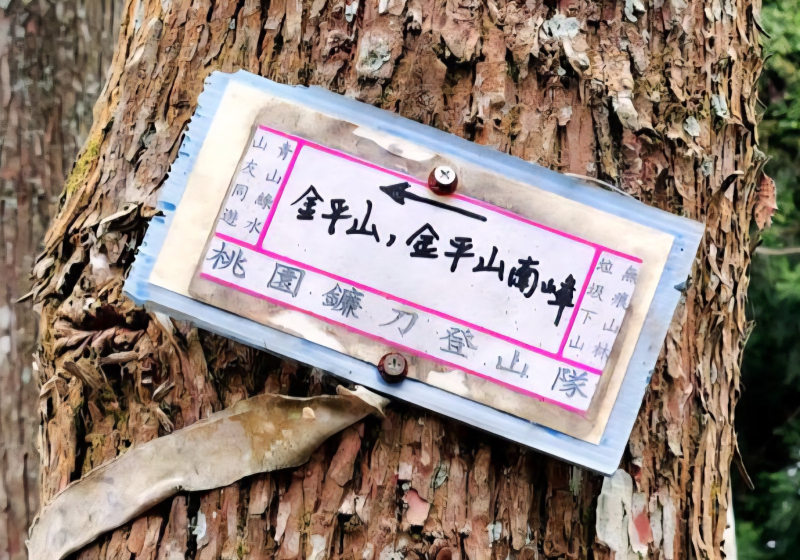 青山綠水
山友同遊
←
金平山,金平山南峰
無痕山林
垃圾下山
桃園鐮刀登山隊